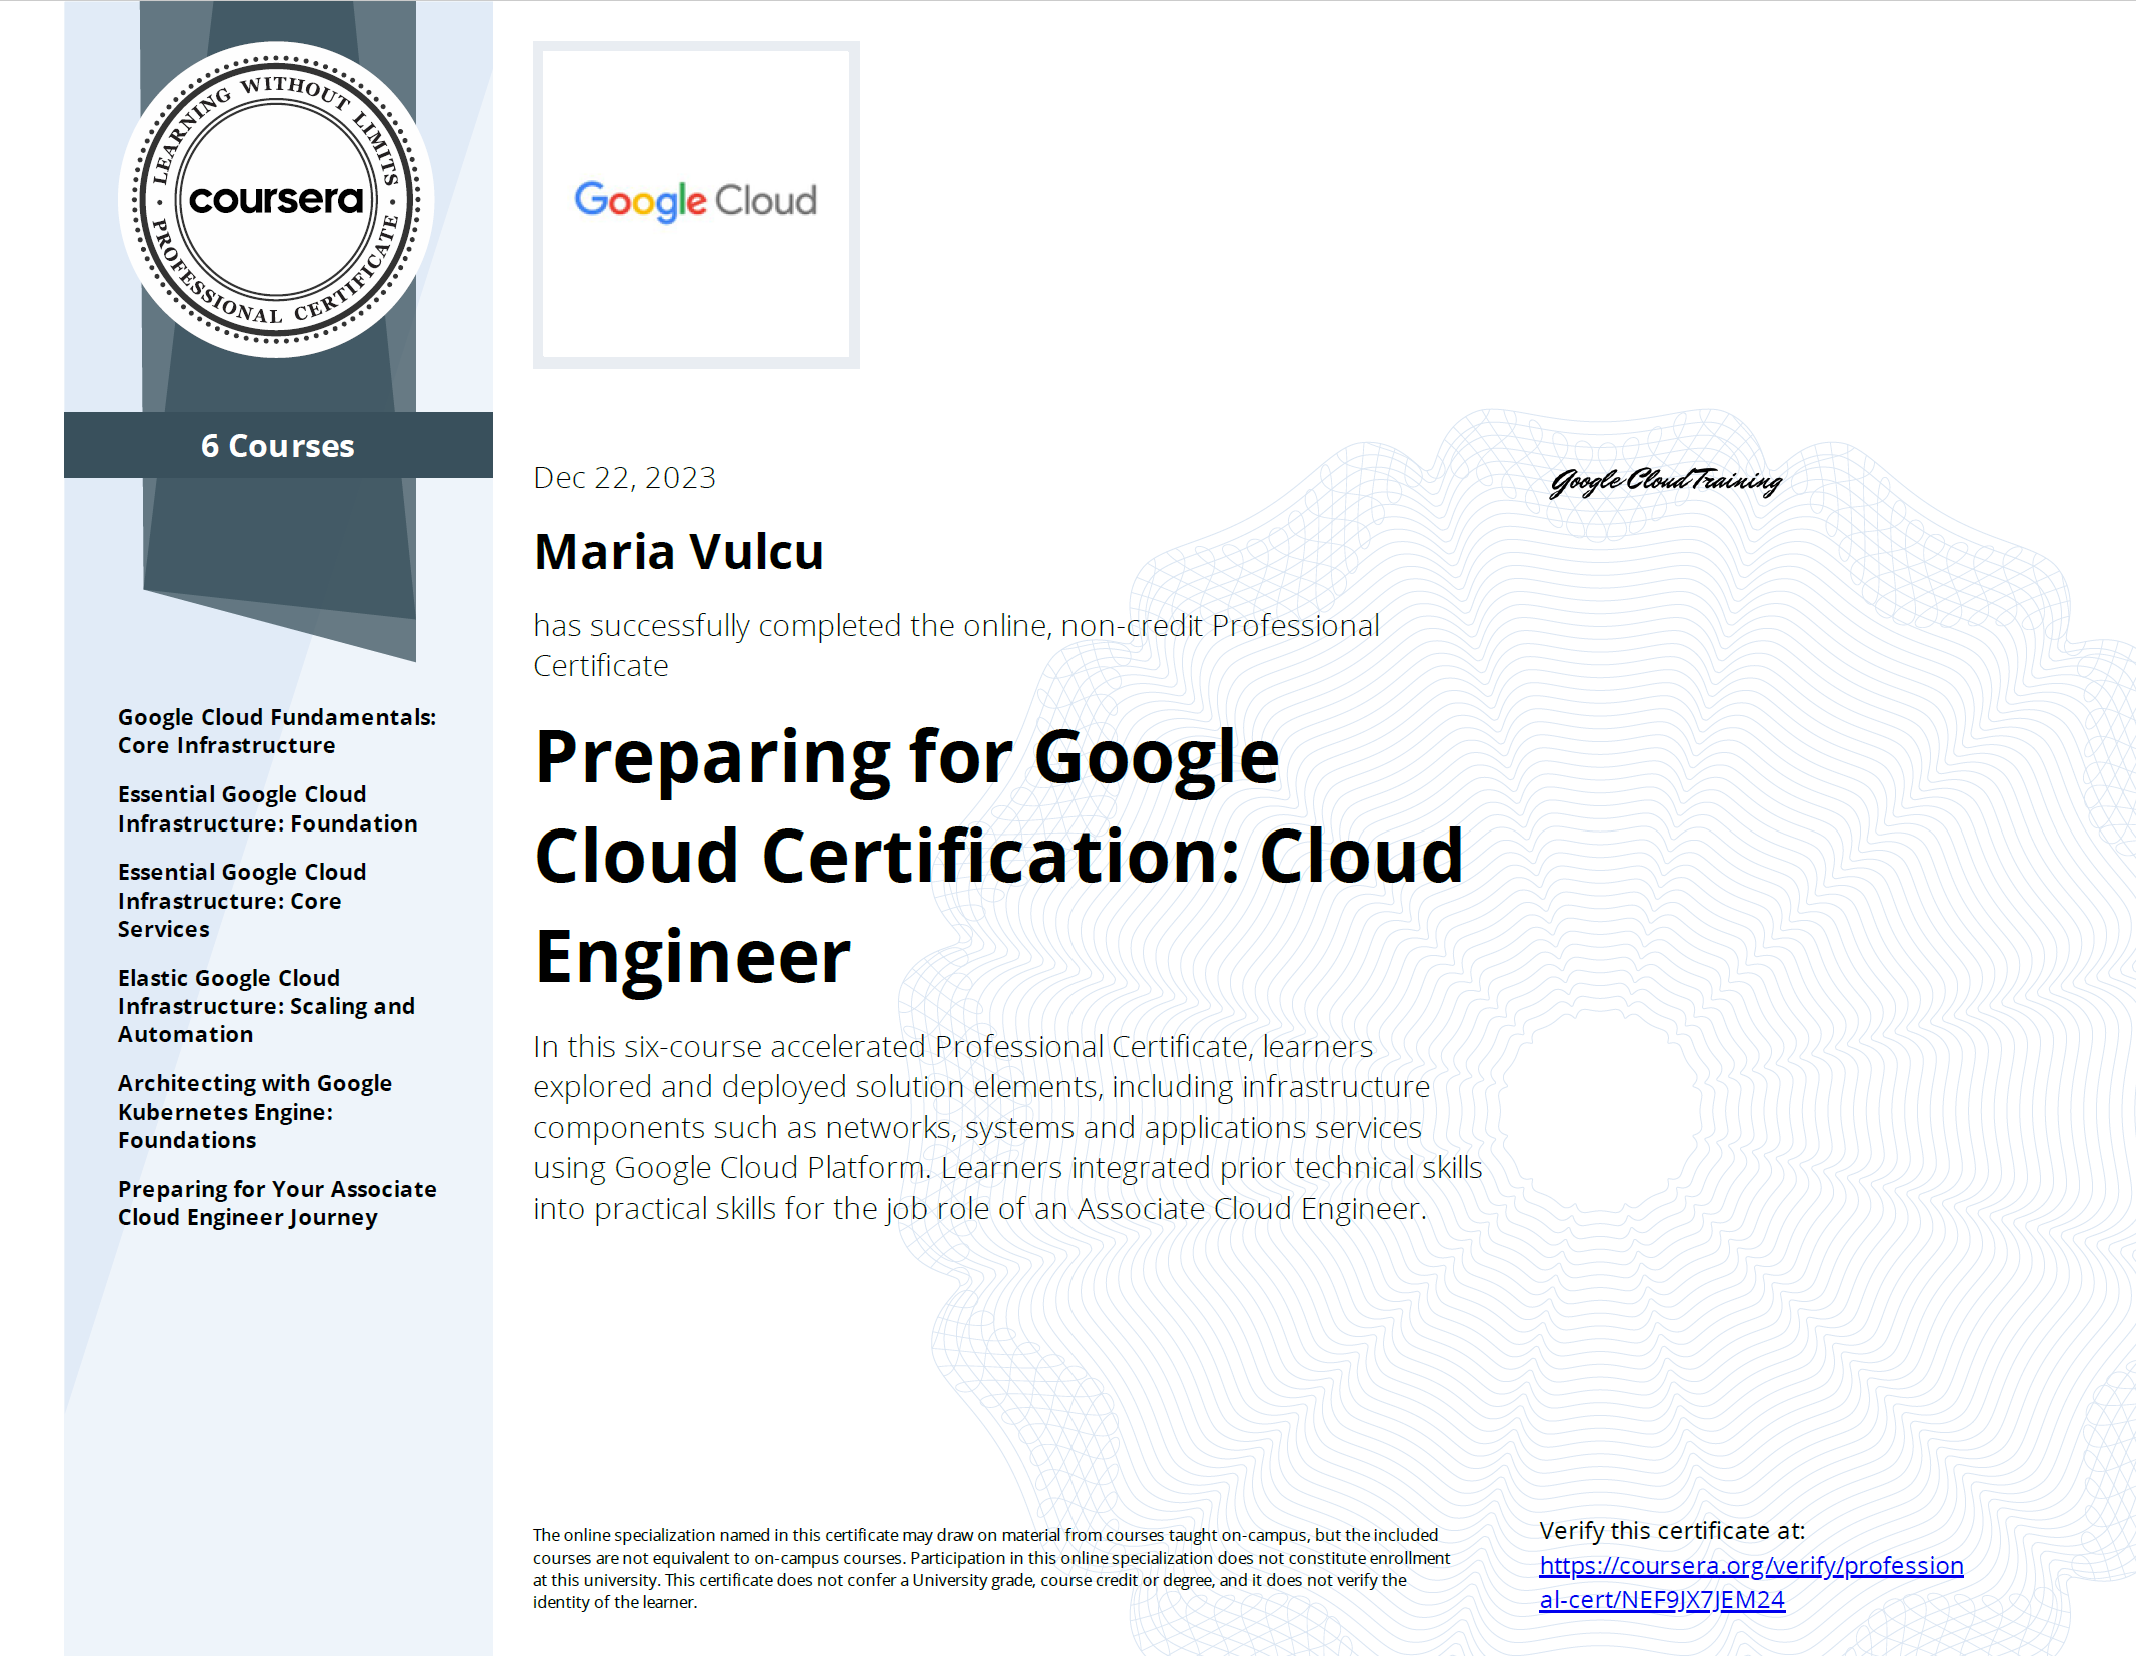 LEARNING WITHOUT LIMITS
coursera
PROFESSIONAL CERTIFICATE
6 Courses
Google Cloud Fundamentals:
Core Infrastructure
Essential Google Cloud
Infrastructure: Foundation
Essential Google Cloud
Infrastructure: Core
Services
Elastic Google Cloud
Infrastructure: Scaling and
Automation
Architecting with Google
Kubernetes Engine:
Foundations
Preparing for Your Associate
Cloud Engineer Journey
Google Cloud
Dec 22, 2023
Google Cloud Training
Maria Vulcu
has successfully completed the online, non-credit Professional
Certificate
Preparing for Google
Cloud Certification: Cloud
Engineer
In this six-course accelerated Professional Certificate, learners
explored and deployed solution elements, including infrastructure
components such as networks, systems and applications services
using Google Cloud Platform. Learners integrated prior technical skills
into practical skills for the job role of an Associate Cloud Engineer.
The online specialization named in this certificate may draw on material from courses taught on-campus, but the included
courses are not equivalent to on-campus courses. Participation in this online specialization does not constitute enrollment
at this university. This certificate does not confer a University grade, course credit or degree, and it does not verify the
identity of the learner.
Verify this certificate at:
https://coursera.org/verify/profession
al-cert/NEF9JX7JEM24